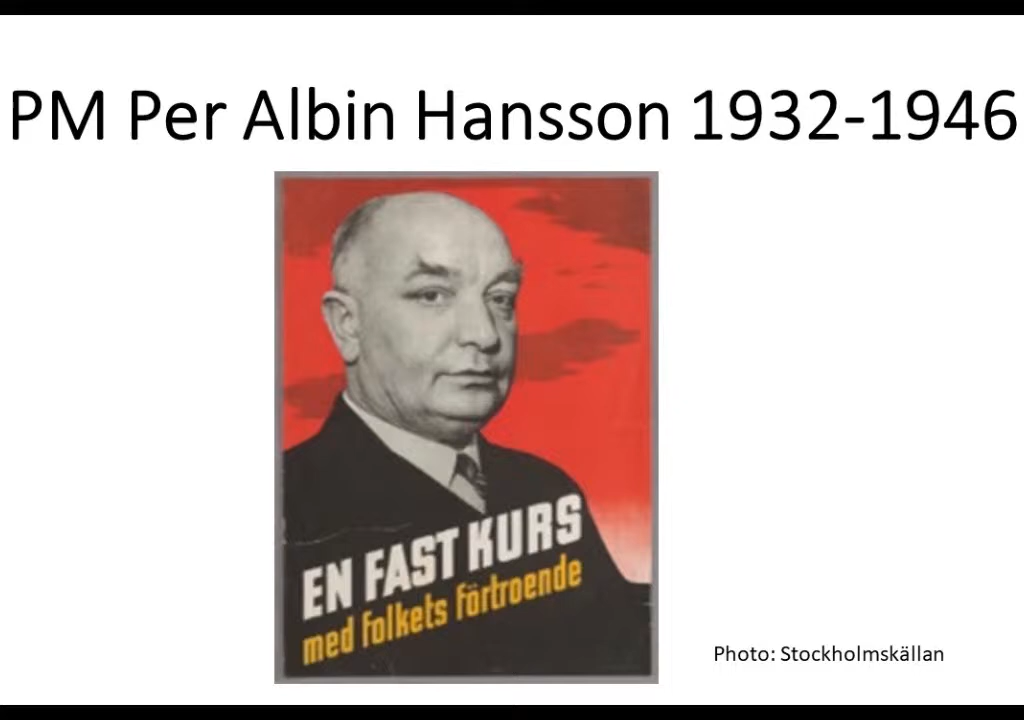 PM Per Albin Hansson 1932-1946
EN FAST KURS
med folkets förtroende
Photo: Stockholmskällan